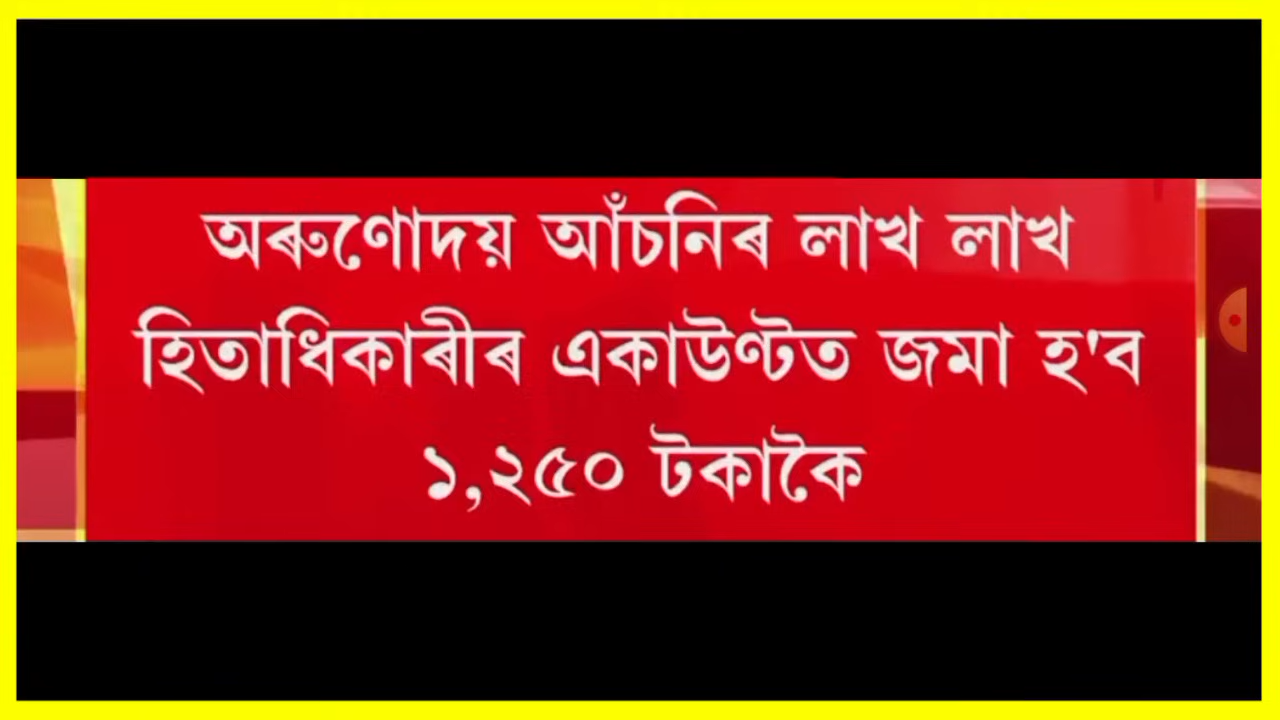 অৰুণোদয় আঁচনিৰ লাখ লাখ
হিতাধিকাৰীৰ একাউণ্টত জমা হ'ব
১,২৫০ টকাকৈ